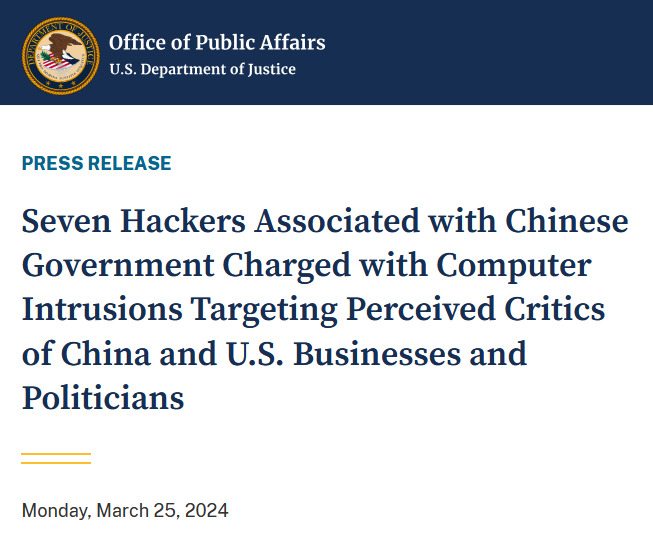 Office of Public Affairs
U.S. Department of Justice
PRESS RELEASE
Seven Hackers Associated with Chinese
Government Charged with Computer
Intrusions Targeting Perceived Critics
of China and U.S. Businesses and
Politicians
Monday, March 25, 2024